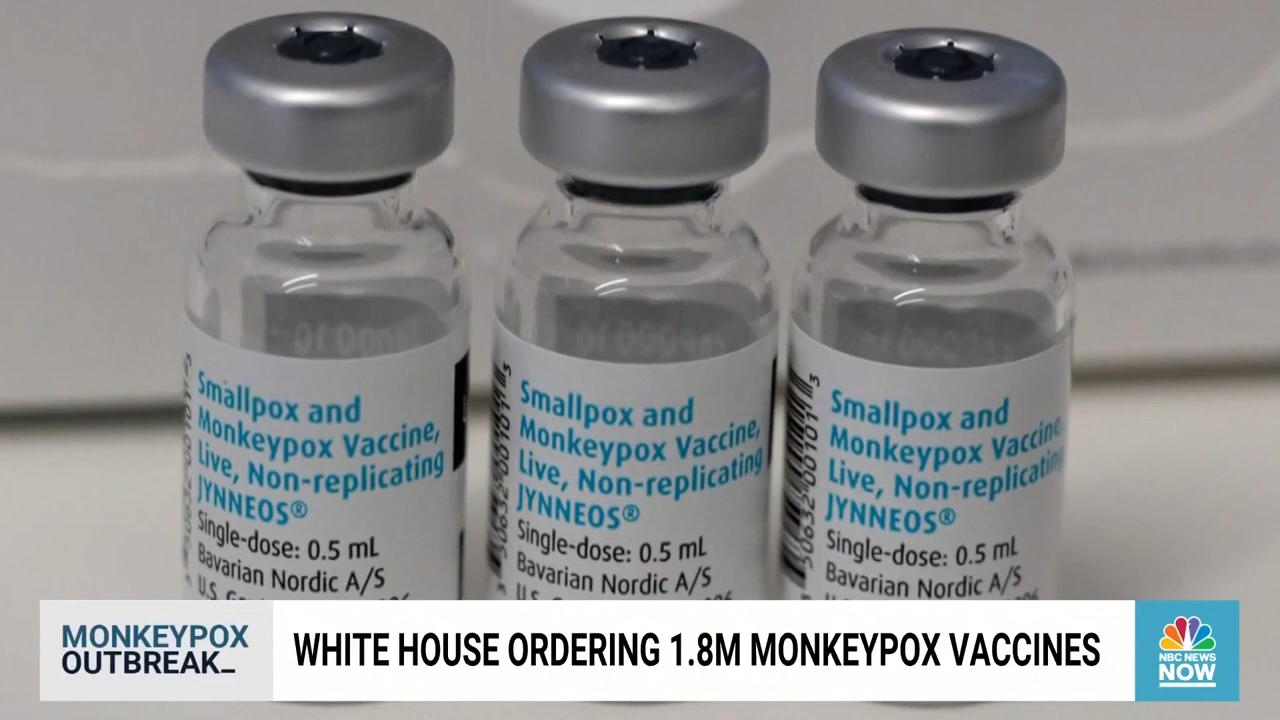 Smallpox and
Monkeypox Vaccine,
Live, Non-replicating
JYNNEOS®
Single-dose: 0.5 mL
Bavarian Nordic A/S
U.S.
Smallpox and
Monkeypox Vaccine,
Live, Non-replicating
JYNNEOS®
Single-dose: 0.5 mL
Bavarian Nordic A/S
Smallpox and
Monkeypox Vaccine
Live, Non-replicating
JYNNEOS®
Single-dose: 0.5 mL
Bavarian Nordic A/S
MONKEYPOX
OUTBREAK_
WHITE HOUSE ORDERING 1.8M MONKEYPOX VACCINES
NBC NEWS
NOW